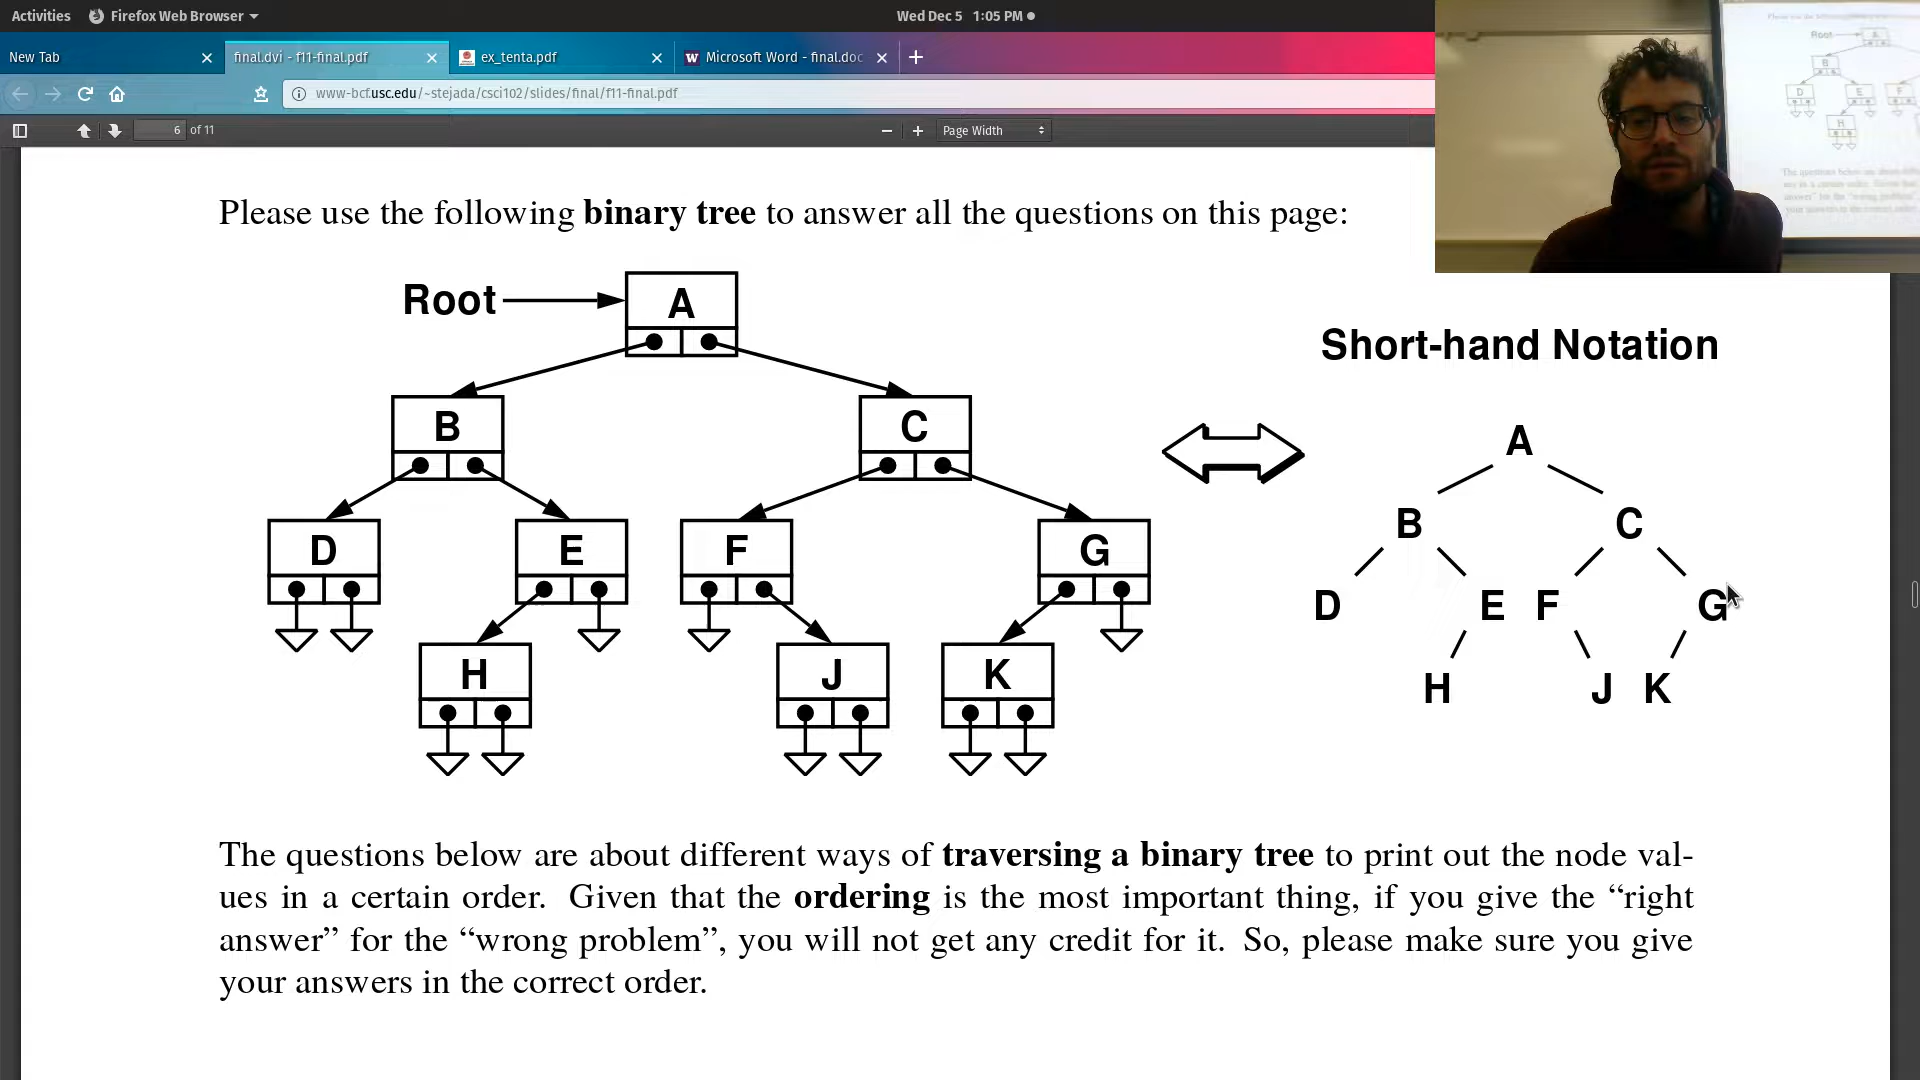 Activities Firefox Web Browser Wed Dec 5 1:05 PM
New Tab final.dvi - f11-final.pdf ex_tenta.pdf Microsoft Word - final.doc
www-bcf.usc.edu/~stejada/csci102/slides/final/f11-final.pdf
6 of 11 Page Width
Please use the following binary tree to answer all the questions on this page:
Root A
B C
D E F G
H J K
Short-hand Notation
A
B C
D E F G
H J K
The questions below are about different ways of traversing a binary tree to print out the node val-
ues in a certain order. Given that the ordering is the most important thing, if you give the “right
answer” for the “wrong problem”, you will not get any credit for it. So, please make sure you give
your answers in the correct order.
Root A
B
D E F
H